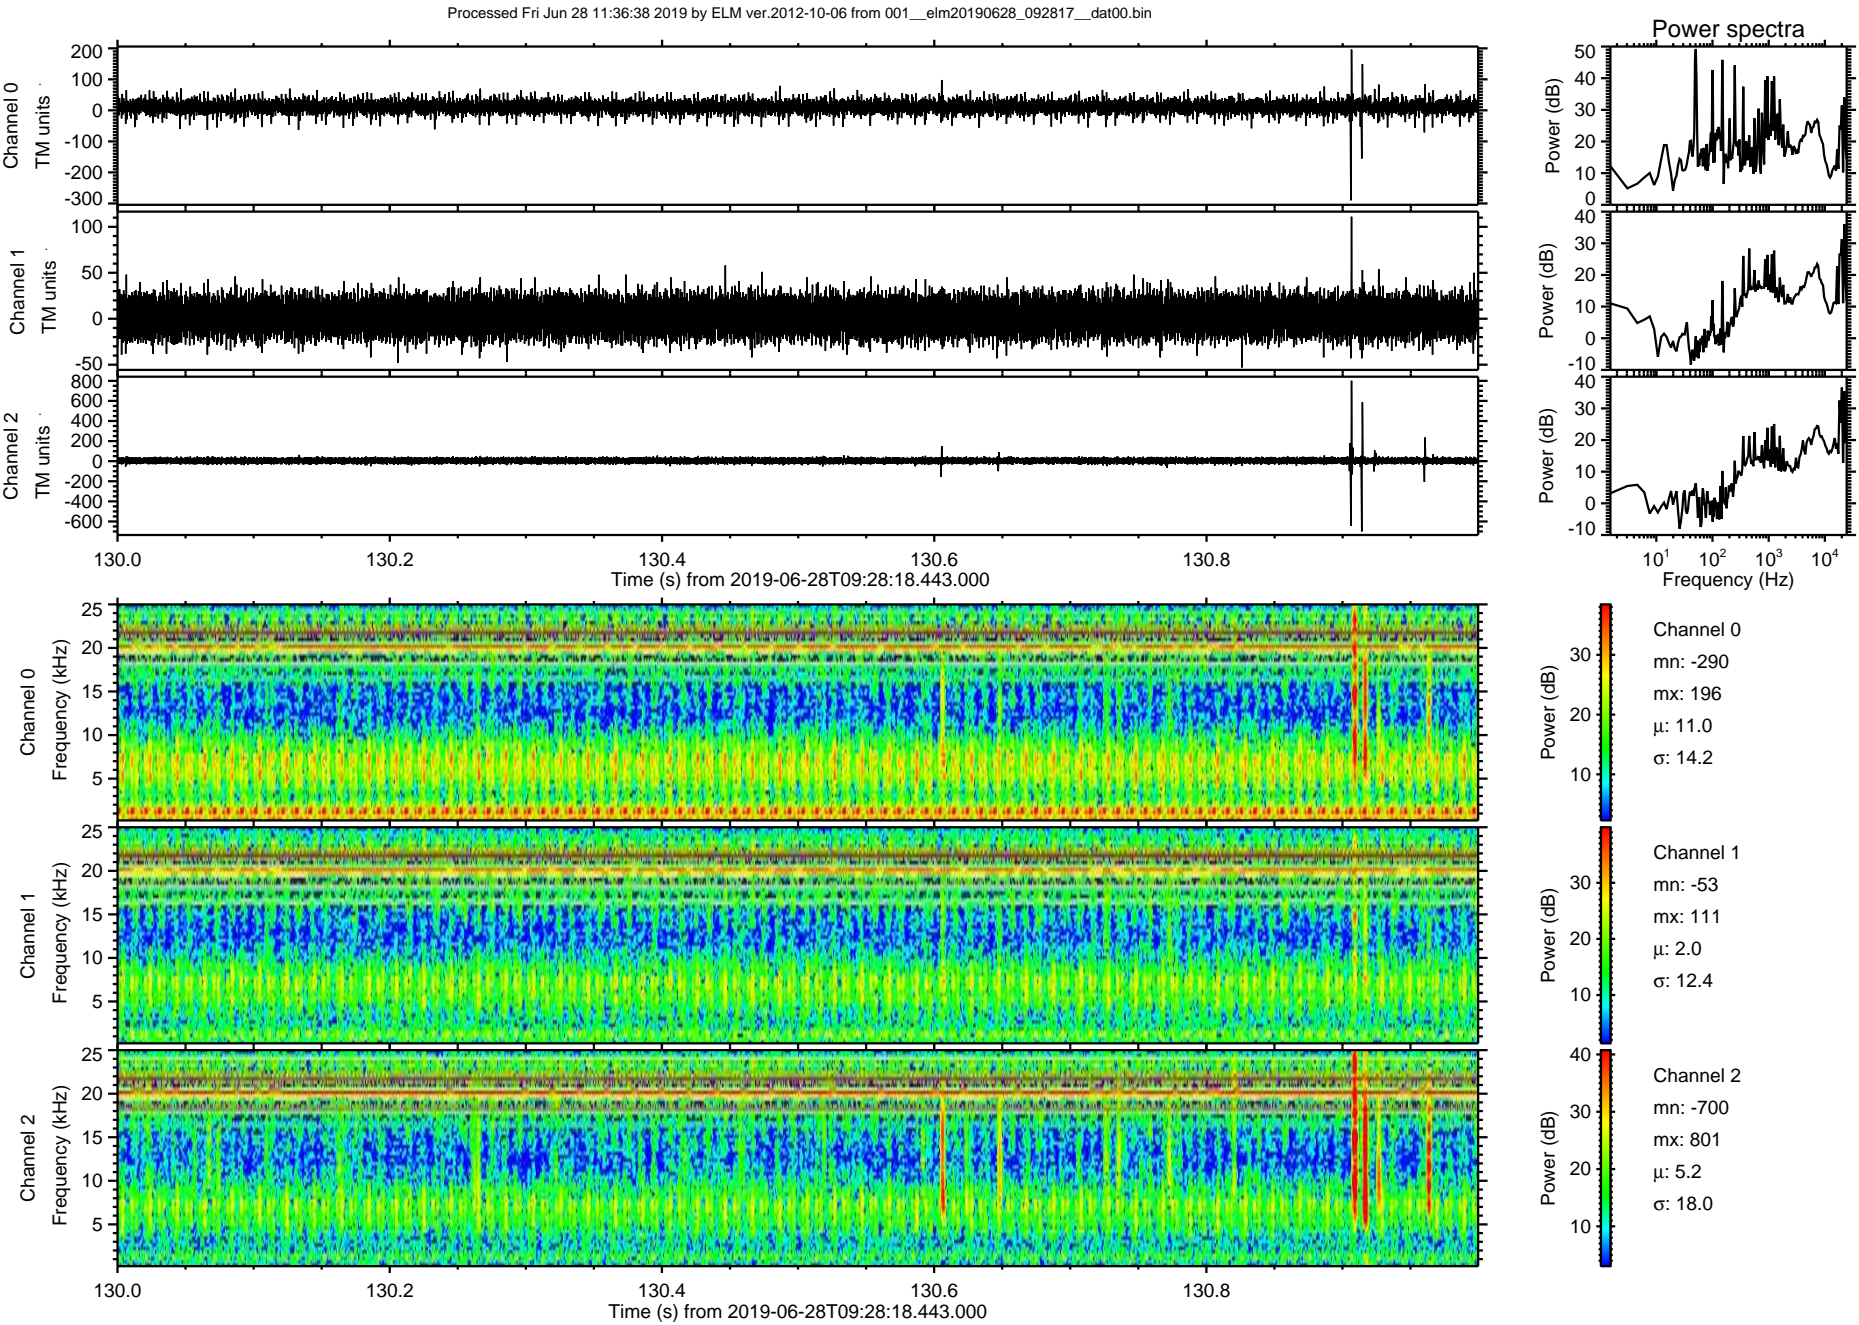 Processed Fri Jun 28 11:36:38 2019 by ELM ver.2012-10-06 from 001__elm20190628_092817__dat00.bin
Power spectra
Channel 0
TM units
200
100
0
-100
-200
-300
Power (dB)
50
40
30
20
10
0
Channel 1
TM units
100
50
0
-50
Power (dB)
40
30
20
10
0
-10
Channel 2
TM units
800
600
400
200
0
-200
-400
-600
Power (dB)
40
30
20
10
0
-10
130.0 130.2 130.4 130.6 130.8
Time (s) from 2019-06-28T09:28:18.443.000
10^1 10^2 10^3 10^4
Frequency (Hz)
Channel 0
Frequency (kHz)
25
20
15
10
5
Power (dB)
30
20
10
Channel 0
mn: -290
mx: 196
μ: 11.0
σ: 14.2
Channel 1
Frequency (kHz)
25
20
15
10
5
Power (dB)
30
20
10
Channel 1
mn: -53
mx: 111
μ: 2.0
σ: 12.4
Channel 2
Frequency (kHz)
25
20
15
10
5
Power (dB)
40
30
20
10
Channel 2
mn: -700
mx: 801
μ: 5.2
σ: 18.0
130.0 130.2 130.4 130.6 130.8
Time (s) from 2019-06-28T09:28:18.443.000